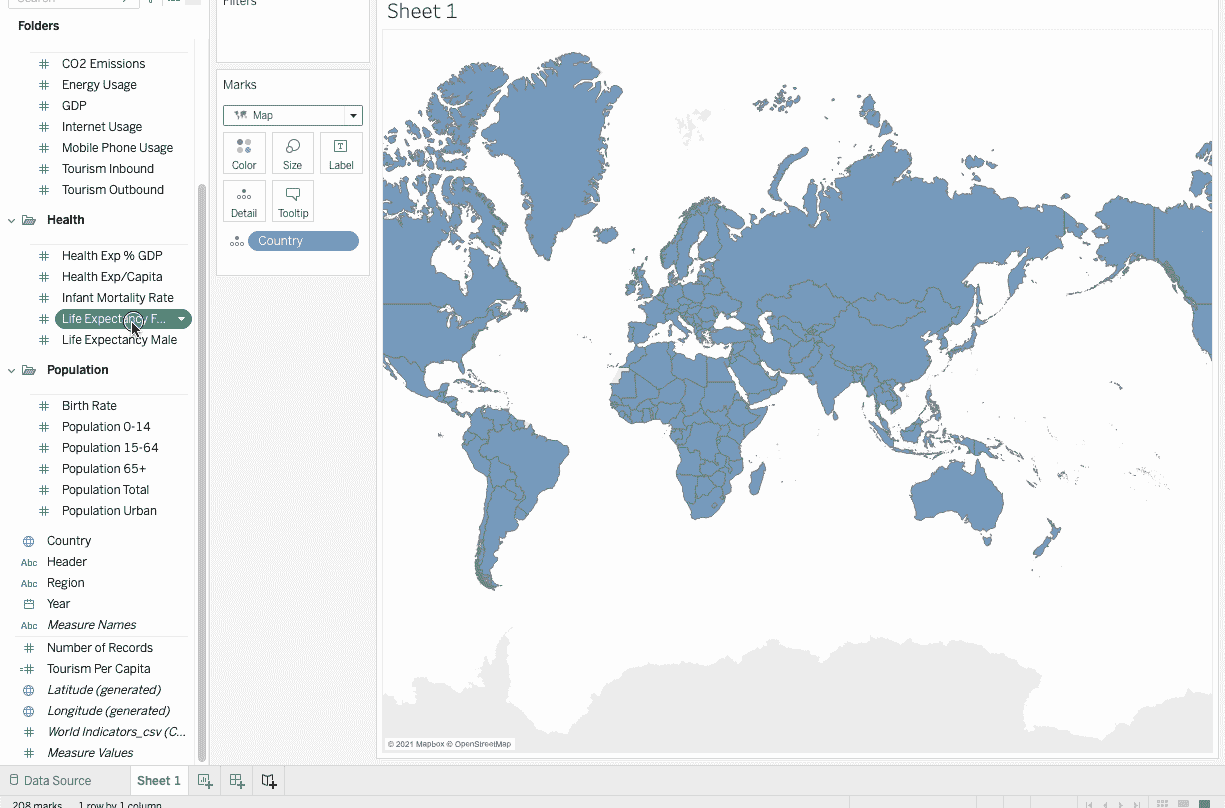 Search
Folders
CO2 Emissions
Energy Usage
GDP
Internet Usage
Mobile Phone Usage
Tourism Inbound
Tourism Outbound
Health
Health Exp % GDP
Health Exp/Capita
Infant Mortality Rate
Life Expectancy F...
Life Expectancy Male
Population
Birth Rate
Population 0-14
Population 15-64
Population 65+
Population Total
Population Urban
Country
Abc Header
Abc Region
Year
Abc Measure Names
Number of Records
=# Tourism Per Capita
Latitude (generated)
Longitude (generated)
World Indicators_csv (C...
Measure Values
Filters
Marks
Map
Color Size Label
Detail Tooltip
Country
Sheet 1
© 2021 Mapbox © OpenStreetMap
Data Source Sheet 1
208 marks 1 row by 1 column